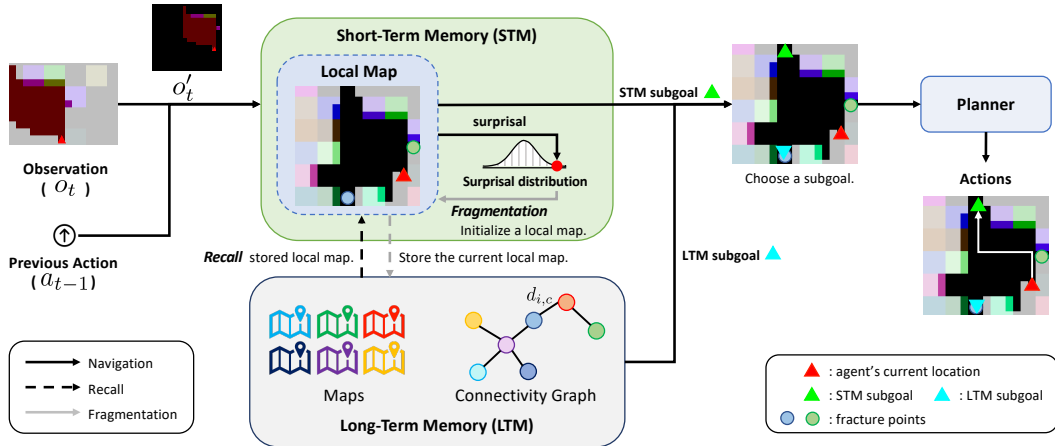 Short-Term Memory (STM)
Local Map
o′t
Observation
( ot )
Previous Action
( at−1 )
surprisal
Surprisal distribution
Fragmentation
Initialize a local map.
STM subgoal
Choose a subgoal.
Planner
Actions
Recall stored local map.
Store the current local map.
LTM subgoal
di,c
Maps
Connectivity Graph
Long-Term Memory (LTM)
Navigation
Recall
Fragmentation
: agent's current location
: STM subgoal
: LTM subgoal
: fracture points